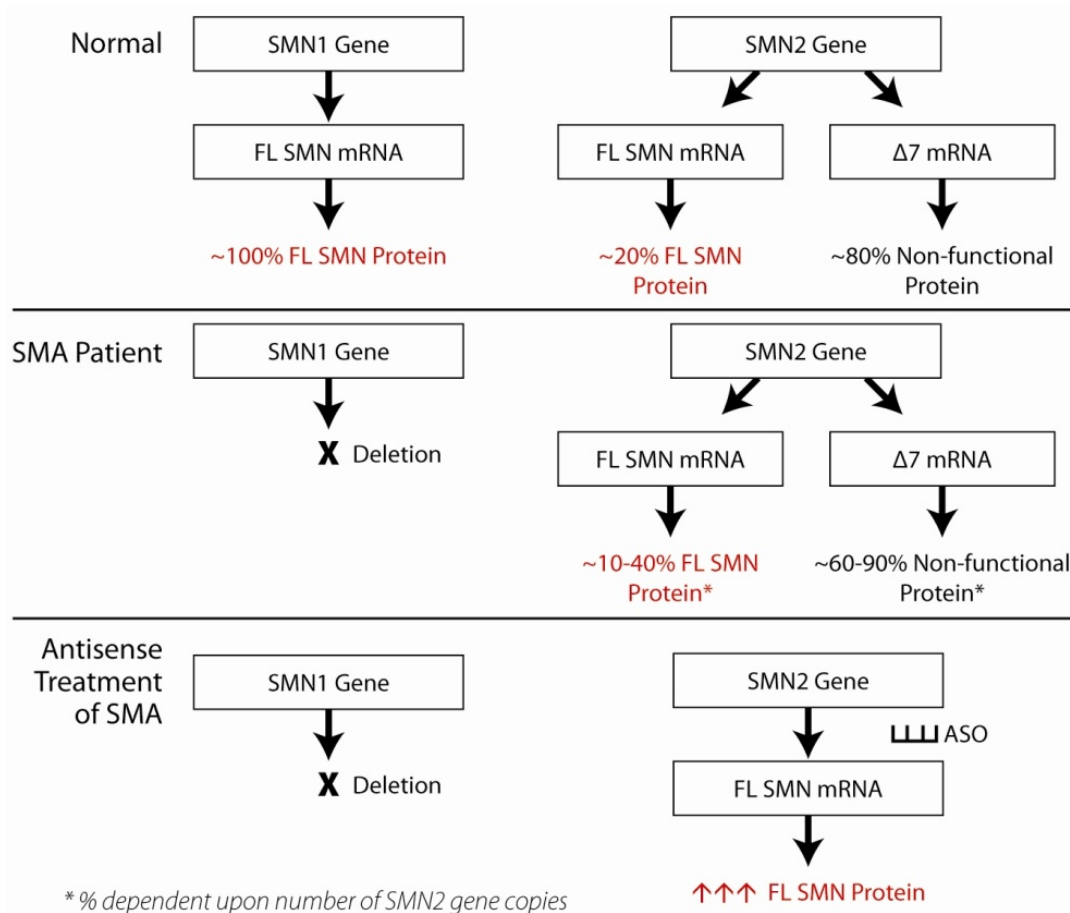 Normal
SMN1 Gene
SMN2 Gene
FL SMN mRNA
FL SMN mRNA
Δ7 mRNA
~100% FL SMN Protein
~20% FL SMN
Protein
~80% Non-functional
Protein
SMA Patient
SMN1 Gene
SMN2 Gene
X Deletion
FL SMN mRNA
Δ7 mRNA
~10-40% FL SMN
Protein*
~60-90% Non-functional
Protein*
Antisense
Treatment
of SMA
SMN1 Gene
SMN2 Gene
ASO
X Deletion
FL SMN mRNA
↑↑↑ FL SMN Protein
* % dependent upon number of SMN2 gene copies